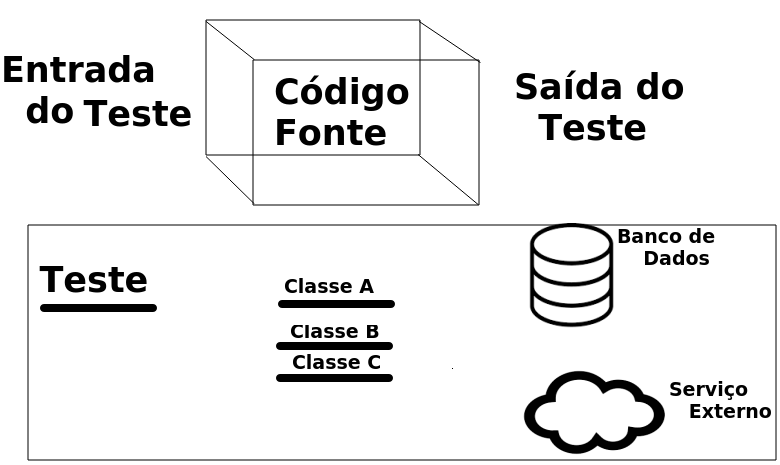 Entrada
do Teste
Código
Fonte
Saída do
Teste
Teste
Classe A
Classe B
Classe C
Banco de
Dados
Serviço
Externo